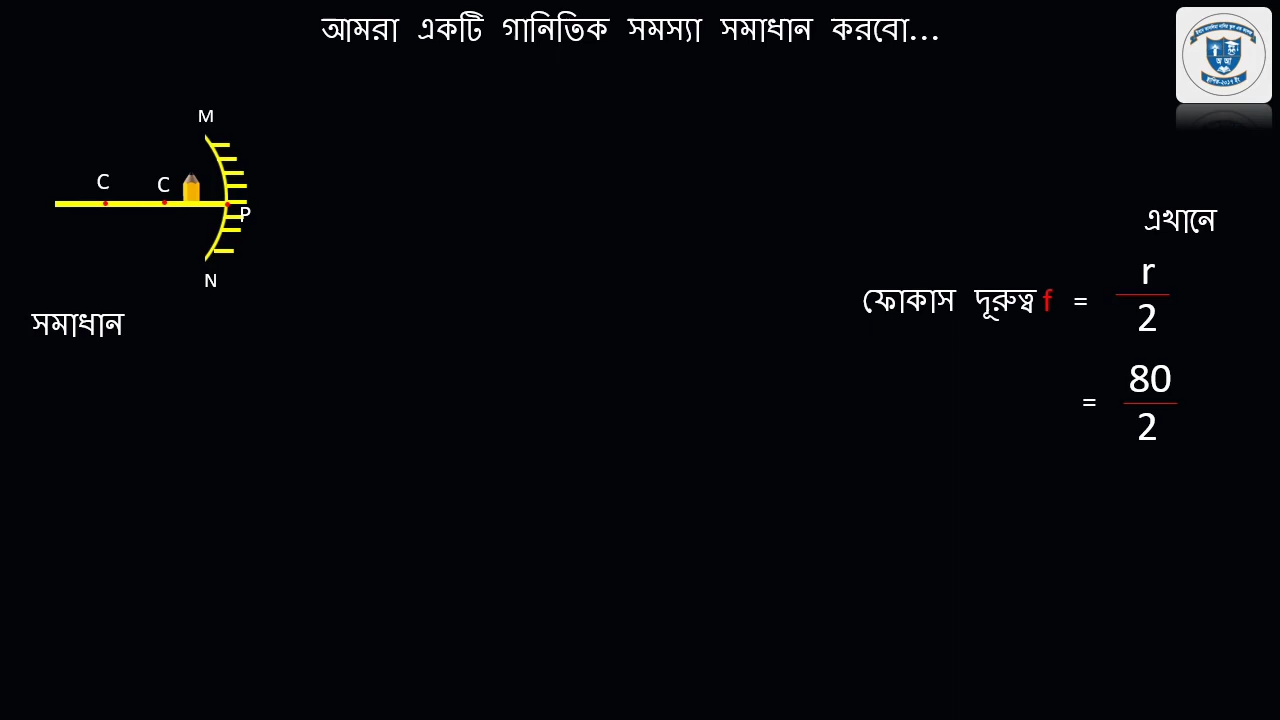 আমরা একটি গানিতিক সমস্যা সমাধান করবো...
M
C C
P
N
এখানে
ফোকাস দূরুত্ব f = r/2
সমাধান
= 80/2